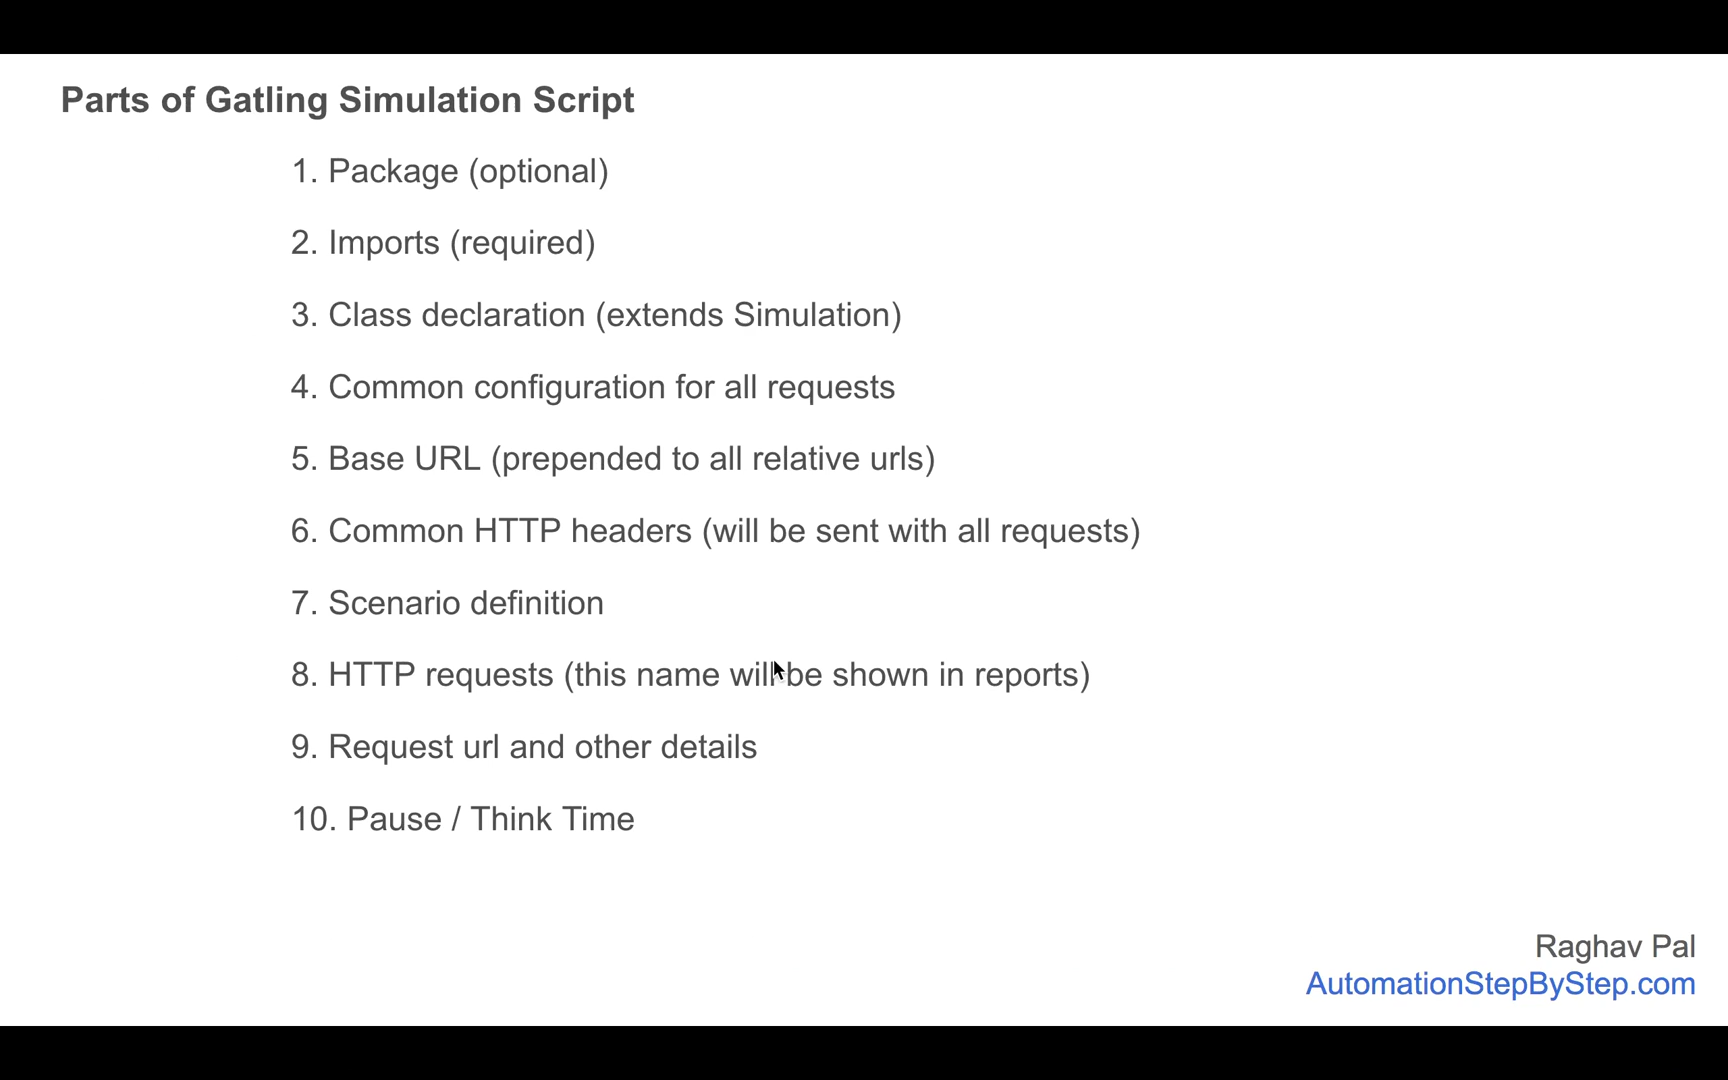 Parts of Gatling Simulation Script
1. Package (optional)
2. Imports (required)
3. Class declaration (extends Simulation)
4. Common configuration for all requests
5. Base URL (prepended to all relative urls)
6. Common HTTP headers (will be sent with all requests)
7. Scenario definition
8. HTTP requests (this name will be shown in reports)
9. Request url and other details
10. Pause / Think Time
Raghav Pal
AutomationStepByStep.com